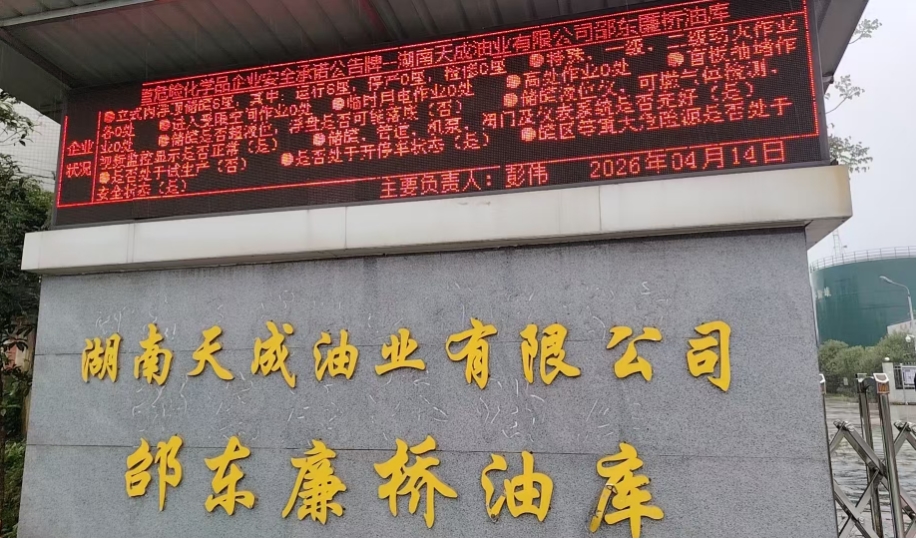 重危险化学品企业安全承诺公告牌—湖南天成油业有限公司邵东廉桥油库
企业状况
立式内浮顶储罐6座,其中:运行6座,停产0座,检修0座 特殊、一级、二级动火作业
各0处 进入受限空间作业0处 临时用电作业0处 高处作业0处 盲板抽堵作
业0处 储罐是否超液位,浮盘是否可能落底(否) 储罐液位仪、可燃气体检测、
视频监控显示是否正常(是) 储罐、管道、机泵、阀门及仪表系统是否完好(是)
是否处于试生产(否) 是否处于开停车状态(是) 罐区等重大危险源是否处于
安全状态(是)
主要负责人:彭伟 2026年04月14日
湖南天成油业有限公司
邵东廉桥油库